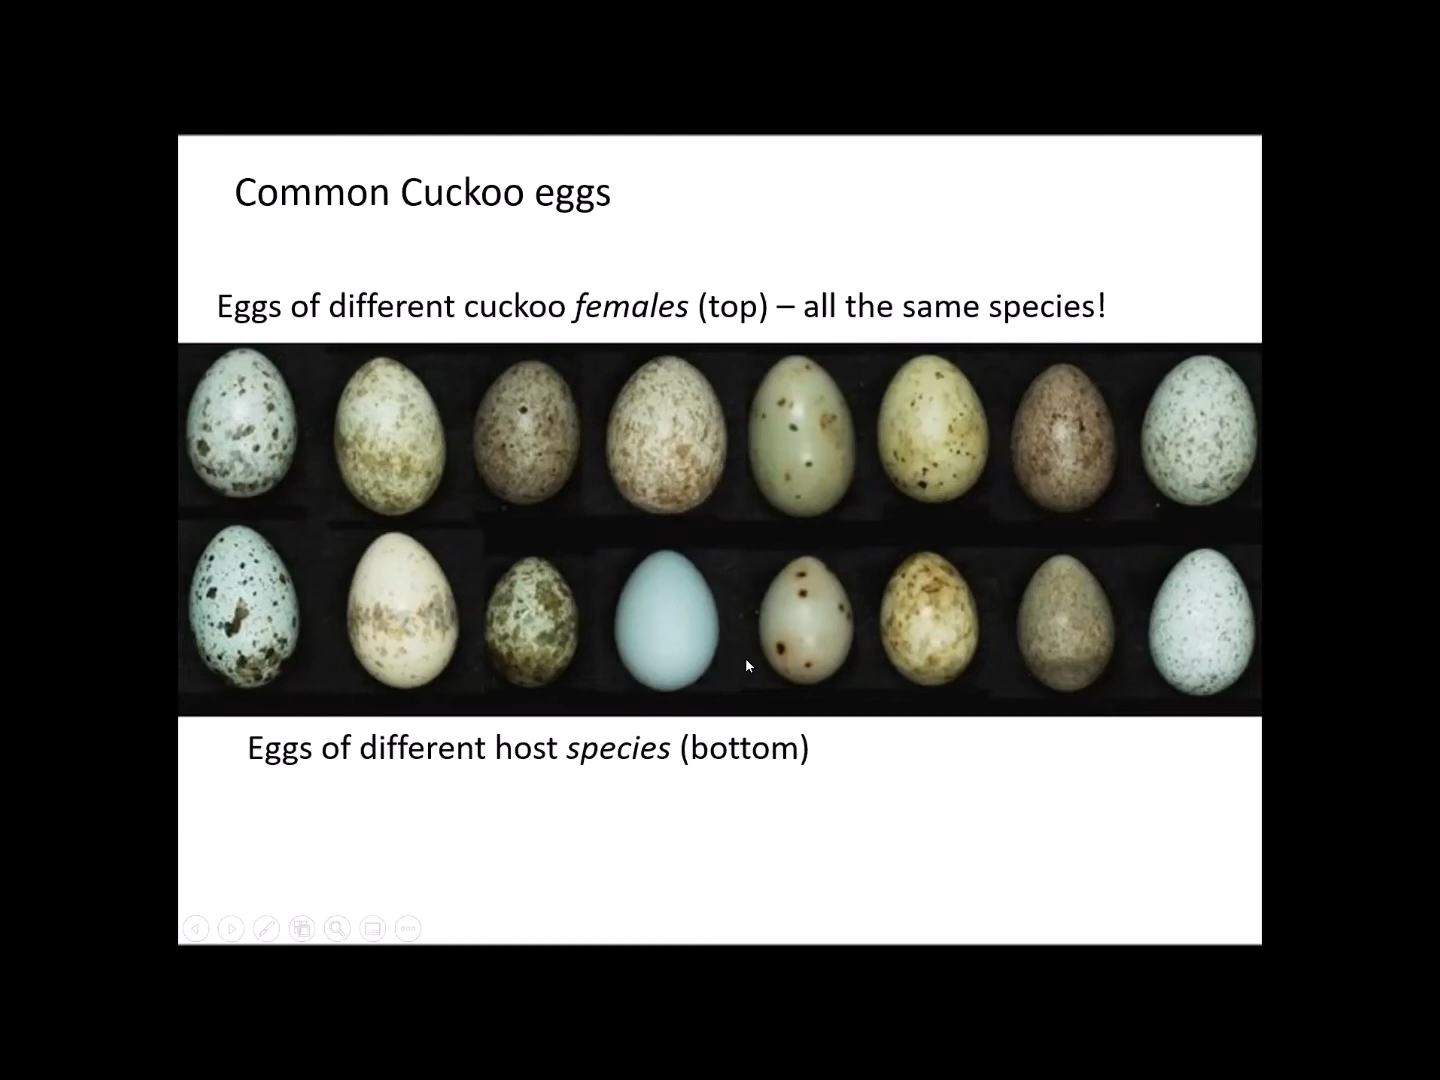 Common Cuckoo eggs
Eggs of different cuckoo females (top) – all the same species!
Eggs of different host species (bottom)